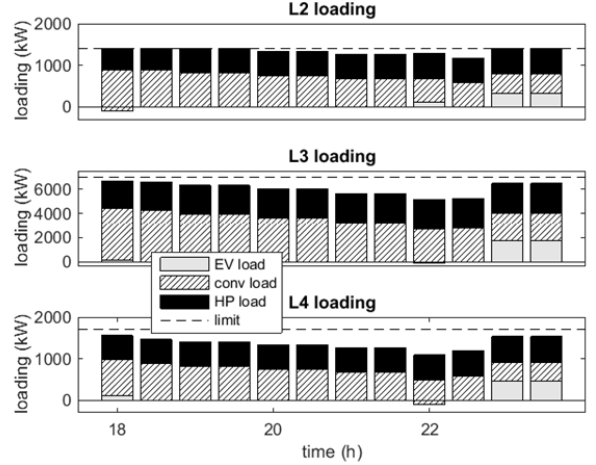 L2 loading
2000
1000
0
loading (kW)
L3 loading
6000
4000
2000
0
loading (kW)
EV load
conv load
HP load
limit
L4 loading
2000
1000
0
loading (kW)
18
20
22
time (h)